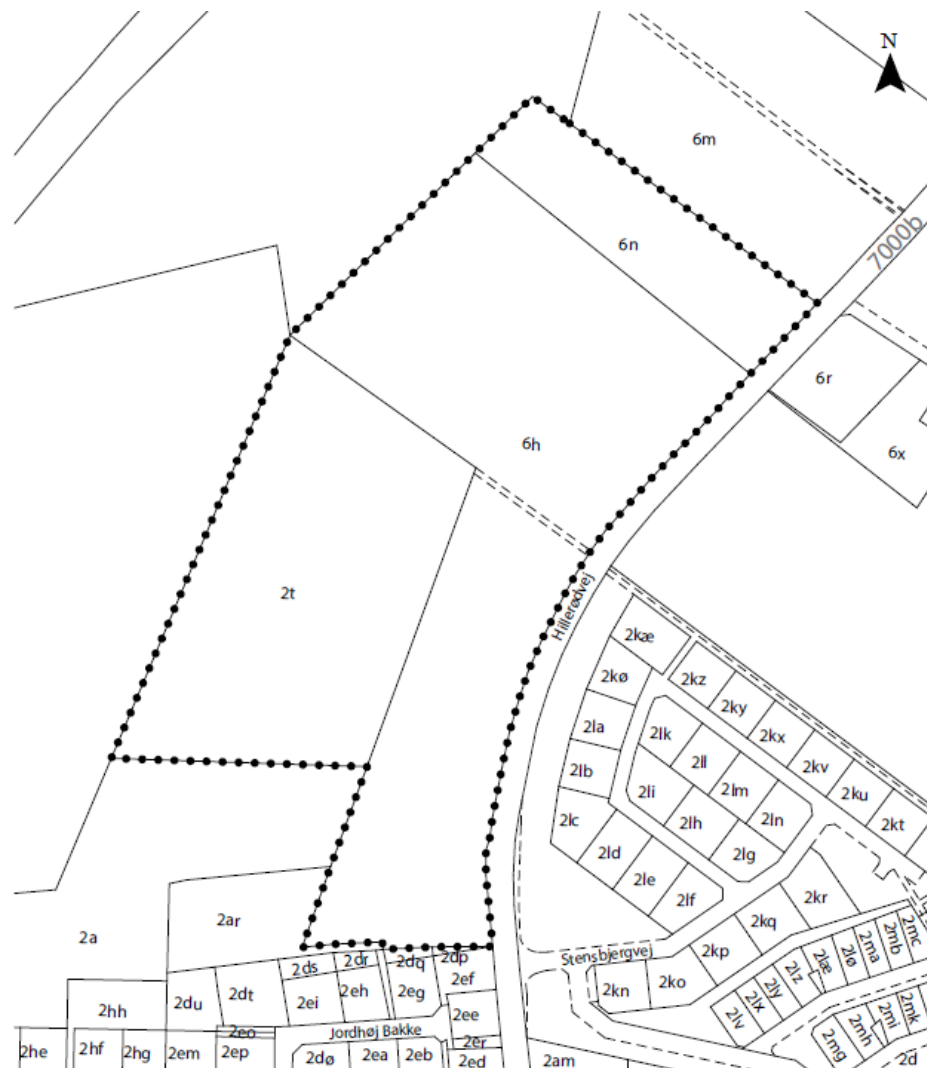 N
6m
7000b
6n
6r
6h
6x
2t
Hillerødvej
2kæ
2kz
2kø
2ky
2la
2lk
2kx
2ll
2kv
2lb
2li
2lm
2ku
2lc
2lh
2ln
2kt
2ld
2lg
2le
2lf
2kr
2ar
2kq
2mc
2a
2mb
2ma
2lø
2læ
2kp
Stensbjergvej
2ds
2dr
2dq
2dp
2lz
2ef
2kn
2ko
2ly
2du
2dt
2ei
2eh
2eg
2lx
2hh
2ee
2lv
2mk
2mi
2eo
Jordhøj Bakke
2er
2mh
2he
2hf
2hg
2em
2ep
2dø
2ea
2eb
2ed
2am
2mg
2d